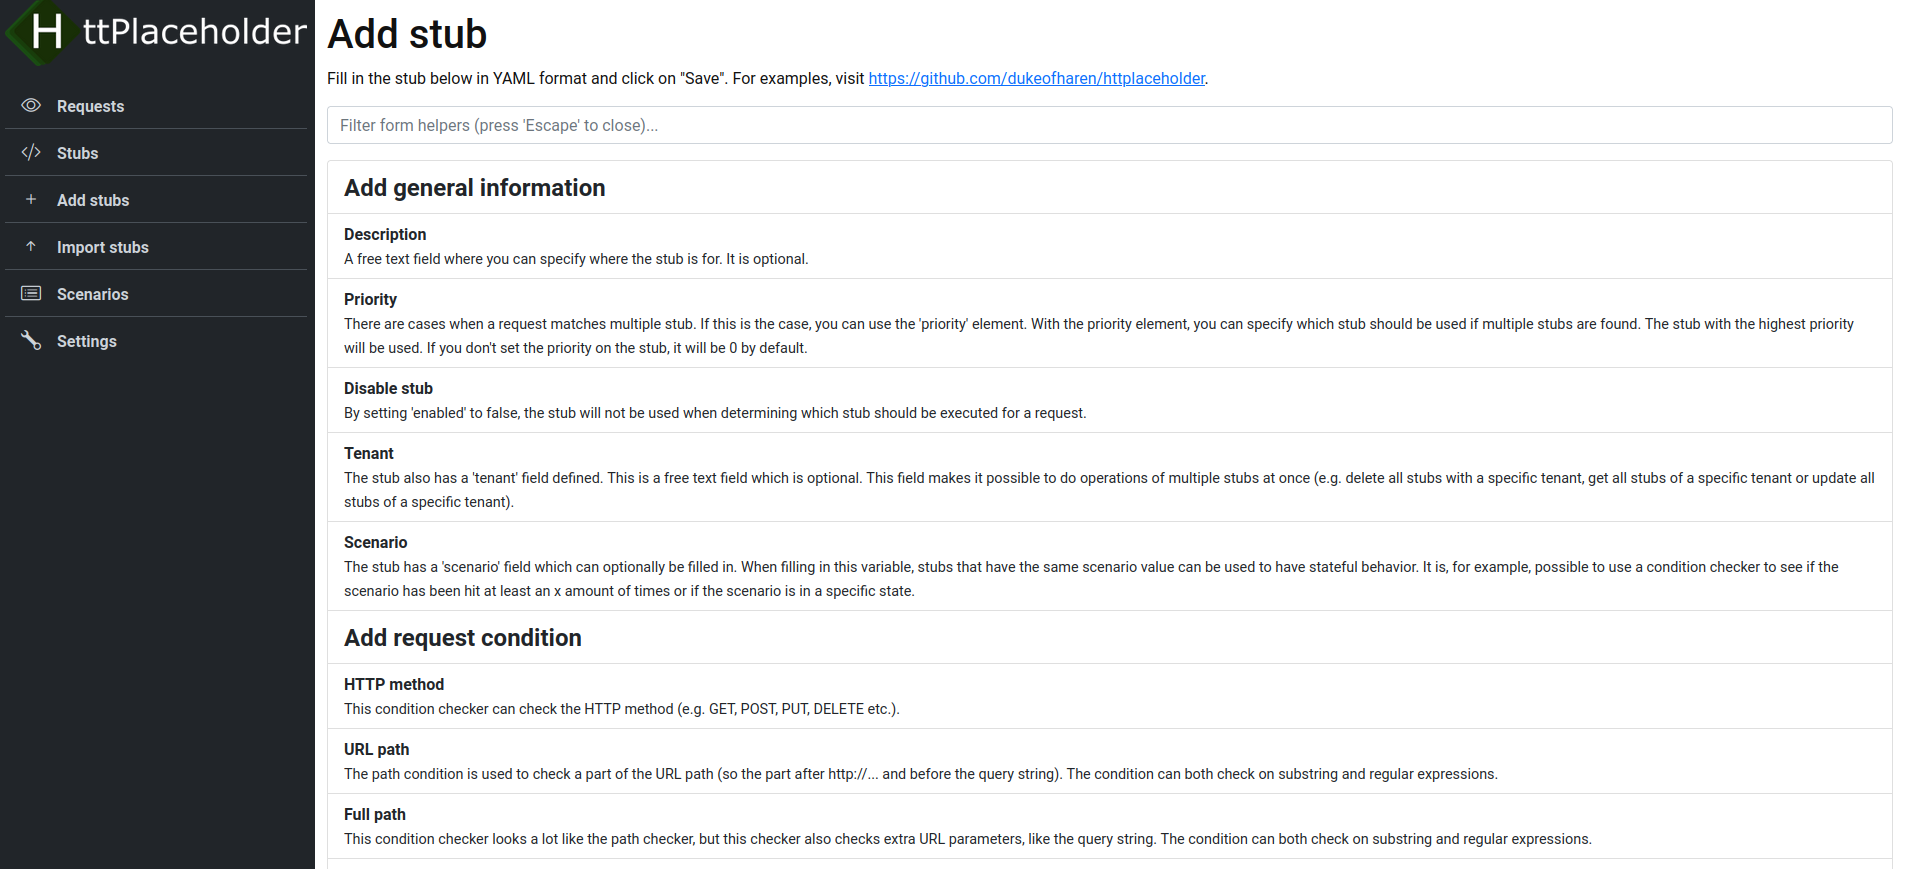 HttPlaceholder
Requests
Stubs
Add stubs
Import stubs
Scenarios
Settings
Add stub
Fill in the stub below in YAML format and click on "Save". For examples, visit https://github.com/dukeofharen/httplaceholder.
Filter form helpers (press 'Escape' to close)...
Add general information
Description
A free text field where you can specify where the stub is for. It is optional.
Priority
There are cases when a request matches multiple stub. If this is the case, you can use the 'priority' element. With the priority element, you can specify which stub should be used if multiple stubs are found. The stub with the highest priority
will be used. If you don't set the priority on the stub, it will be 0 by default.
Disable stub
By setting 'enabled' to false, the stub will not be used when determining which stub should be executed for a request.
Tenant
The stub also has a 'tenant' field defined. This is a free text field which is optional. This field makes it possible to do operations of multiple stubs at once (e.g. delete all stubs with a specific tenant, get all stubs of a specific tenant or update all
stubs of a specific tenant).
Scenario
The stub has a 'scenario' field which can optionally be filled in. When filling in this variable, stubs that have the same scenario value can be used to have stateful behavior. It is, for example, possible to use a condition checker to see if the
scenario has been hit at least an x amount of times or if the scenario is in a specific state.
Add request condition
HTTP method
This condition checker can check the HTTP method (e.g. GET, POST, PUT, DELETE etc.).
URL path
The path condition is used to check a part of the URL path (so the part after http://... and before the query string). The condition can both check on substring and regular expressions.
Full path
This condition checker looks a lot like the path checker, but this checker also checks extra URL parameters, like the query string. The condition can both check on substring and regular expressions.